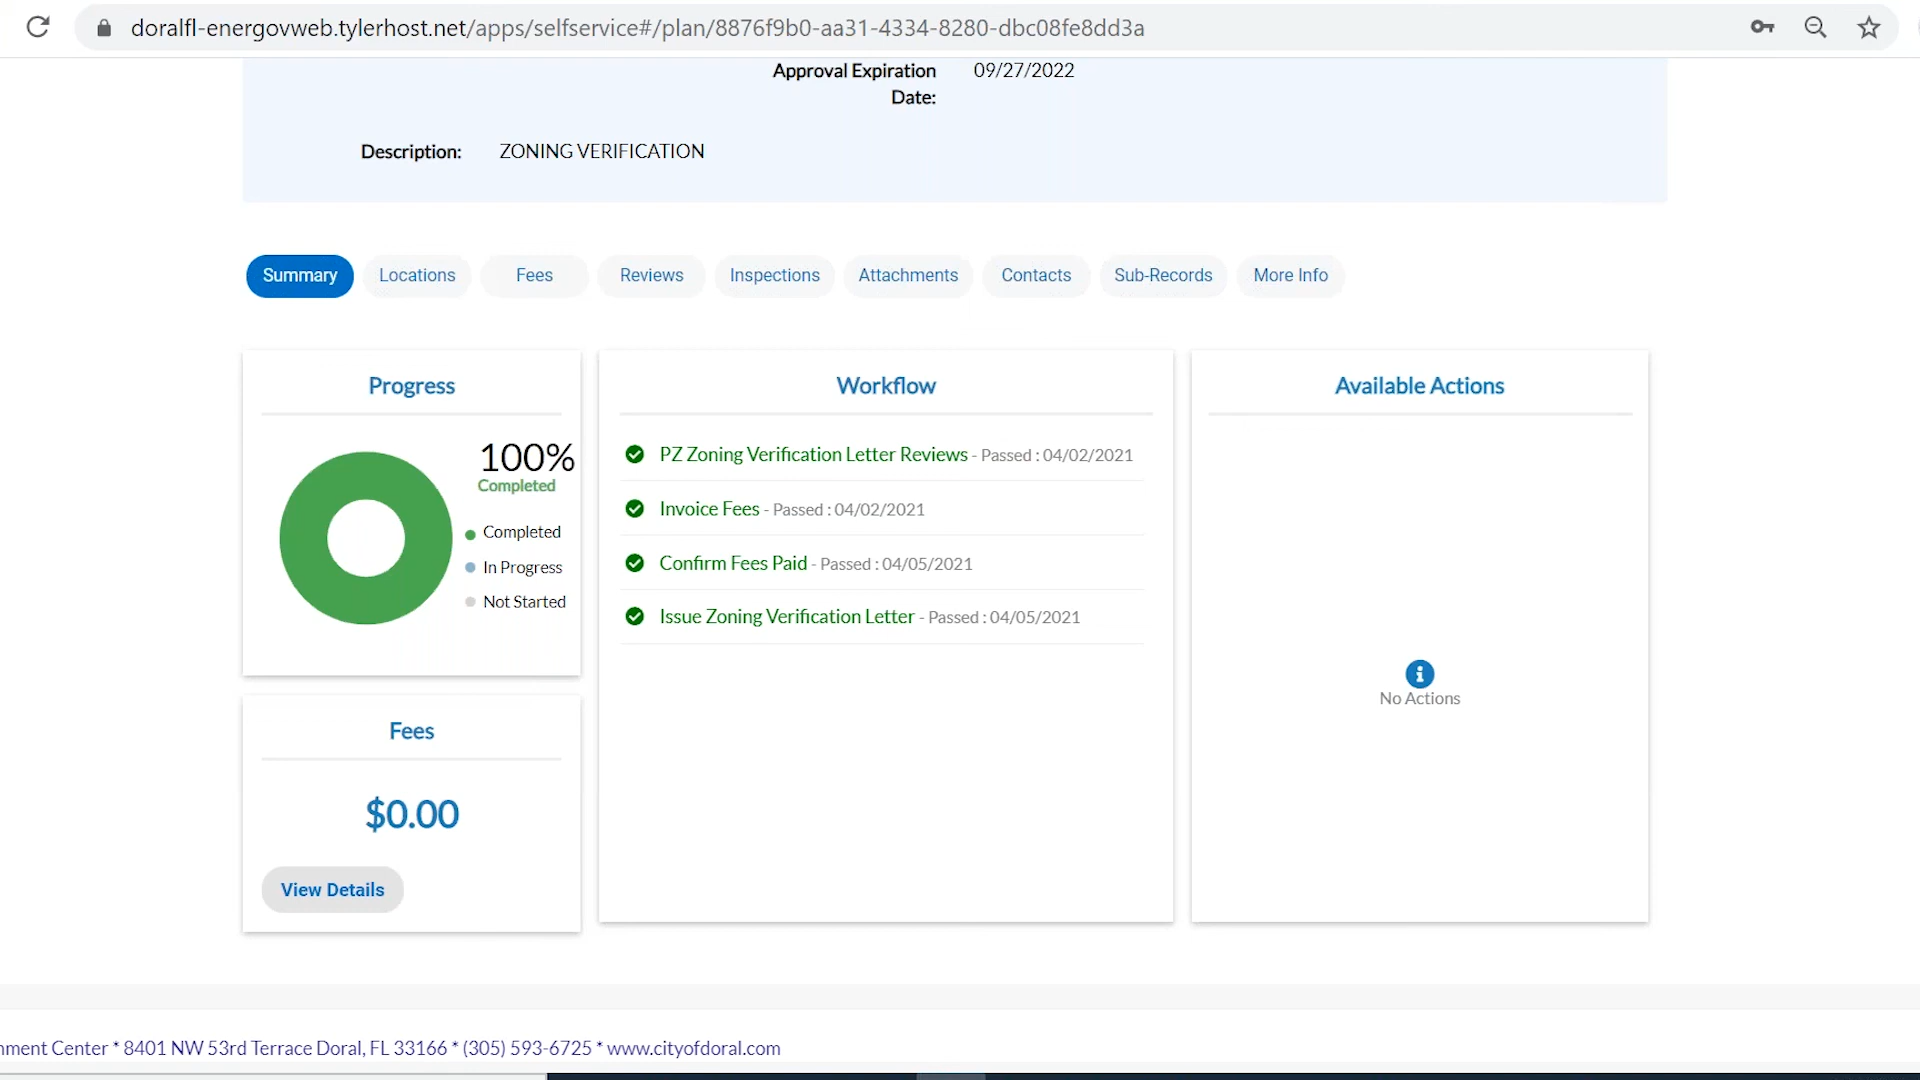 doralfl-energovweb.tylerhost.net/apps/selfservice#/plan/8876f9b0-aa31-4334-8280-dbc08fe8dd3a
Approval Expiration 09/27/2022
Date:
Description: ZONING VERIFICATION
Summary Locations Fees Reviews Inspections Attachments Contacts Sub-Records More Info
Progress
100%
Completed
Completed
In Progress
Not Started
Workflow
PZ Zoning Verification Letter Reviews - Passed : 04/02/2021
Invoice Fees - Passed : 04/02/2021
Confirm Fees Paid - Passed : 04/05/2021
Issue Zoning Verification Letter - Passed : 04/05/2021
Available Actions
No Actions
Fees
$0.00
View Details
nment Center * 8401 NW 53rd Terrace Doral, FL 33166 * (305) 593-6725 * www.cityofdoral.com